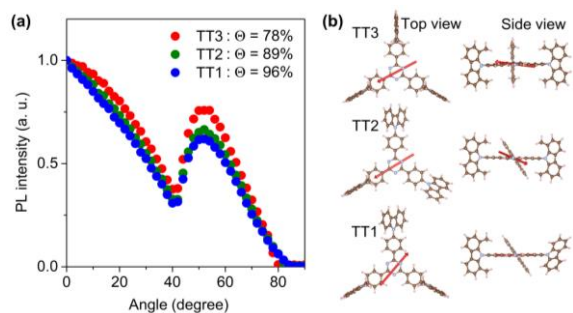 (a)
TT3 : Θ = 78%
TT2 : Θ = 89%
TT1 : Θ = 96%
PL intensity (a. u.)
1.0
0.5
0.0
0 20 40 60 80
Angle (degree)
(b)
Top view Side view
TT3
TT2
TT1